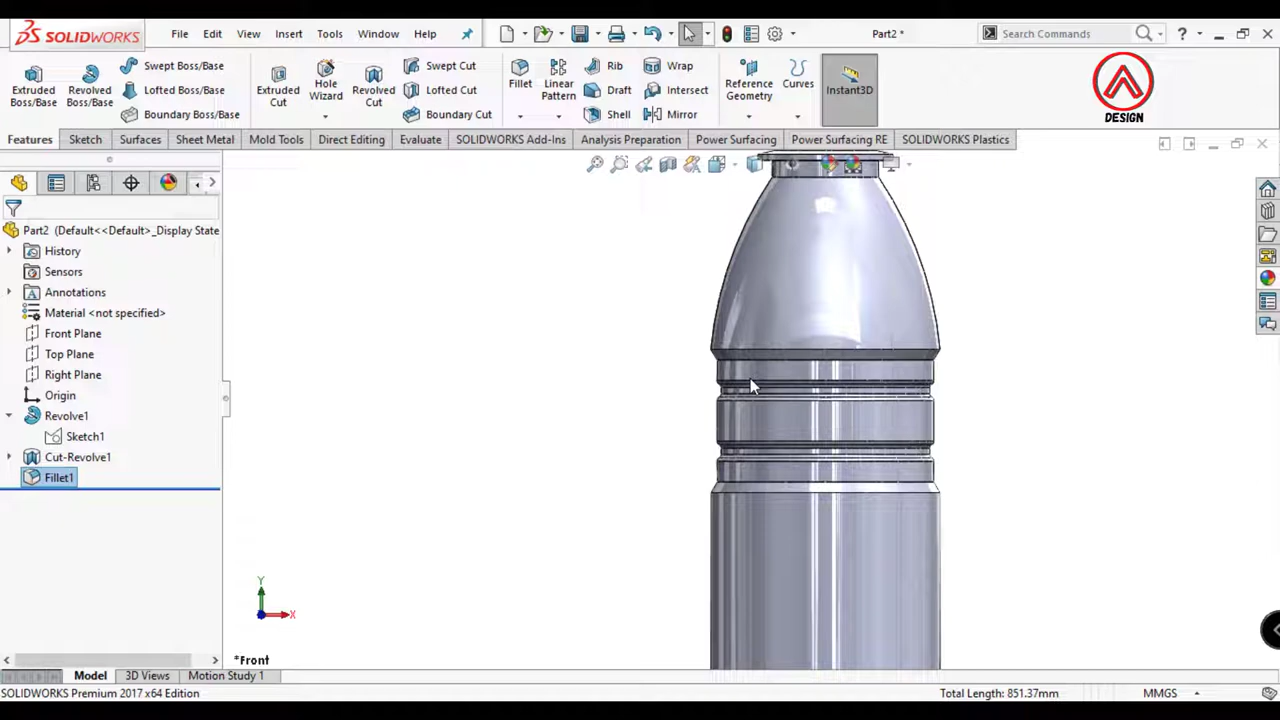 SOLIDWORKS File Edit View Insert Tools Window Help Part2 * Search Commands ?
DESIGN
Extruded Boss/Base
Revolved Boss/Base
Swept Boss/Base
Lofted Boss/Base
Boundary Boss/Base
Extruded Cut
Hole Wizard
Revolved Cut
Swept Cut
Lofted Cut
Boundary Cut
Fillet
Linear Pattern
Rib
Draft
Shell
Wrap
Intersect
Mirror
Reference Geometry
Curves
Instant3D
Features Sketch Surfaces Sheet Metal Mold Tools Direct Editing Evaluate SOLIDWORKS Add-Ins Analysis Preparation Power Surfacing Power Surfacing RE SOLIDWORKS Plastics
Part2 (Default<<Default>_Display State
History
Sensors
Annotations
Material <not specified>
Front Plane
Top Plane
Right Plane
Origin
Revolve1
Sketch1
Cut-Revolve1
Fillet1
Y
X
*Front
Model 3D Views Motion Study 1
SOLIDWORKS Premium 2017 x64 Edition Total Length: 851.37mm MMGS